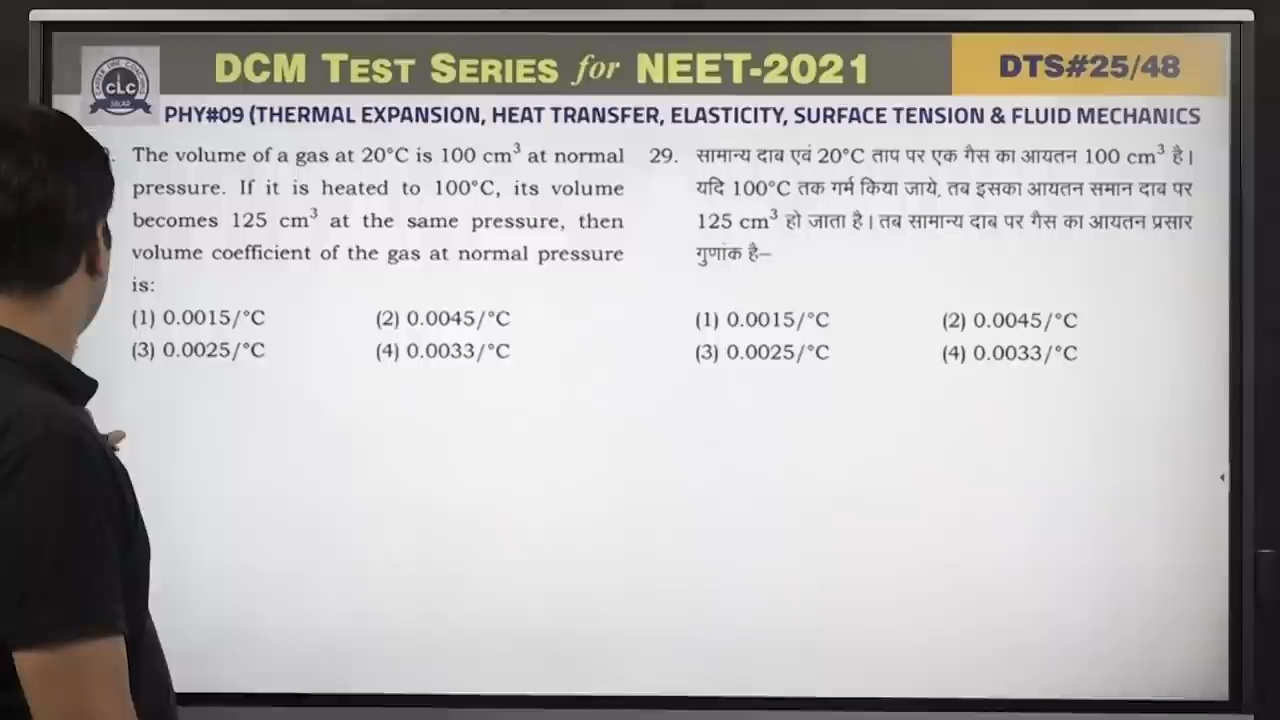 DCM TEST SERIES for NEET-2021
DTS#25/48
CLC
PHY#09 (THERMAL EXPANSION, HEAT TRANSFER, ELASTICITY, SURFACE TENSION & FLUID MECHANICS
The volume of a gas at 20°C is 100 cm³ at normal
pressure. If it is heated to 100°C, its volume
becomes 125 cm³ at the same pressure, then
volume coefficient of the gas at normal pressure
is:
(1) 0.0015/°C (2) 0.0045/°C
(3) 0.0025/°C (4) 0.0033/°C
29. सामान्य दाब एवं 20°C ताप पर एक गैस का आयतन 100 cm³ है।
यदि 100°C तक गर्म किया जाये, तब इसका आयतन समान दाब पर
125 cm³ हो जाता है। तब सामान्य दाब पर गैस का आयतन प्रसार
गुणांक है–
(1) 0.0015/°C (2) 0.0045/°C
(3) 0.0025/°C (4) 0.0033/°C